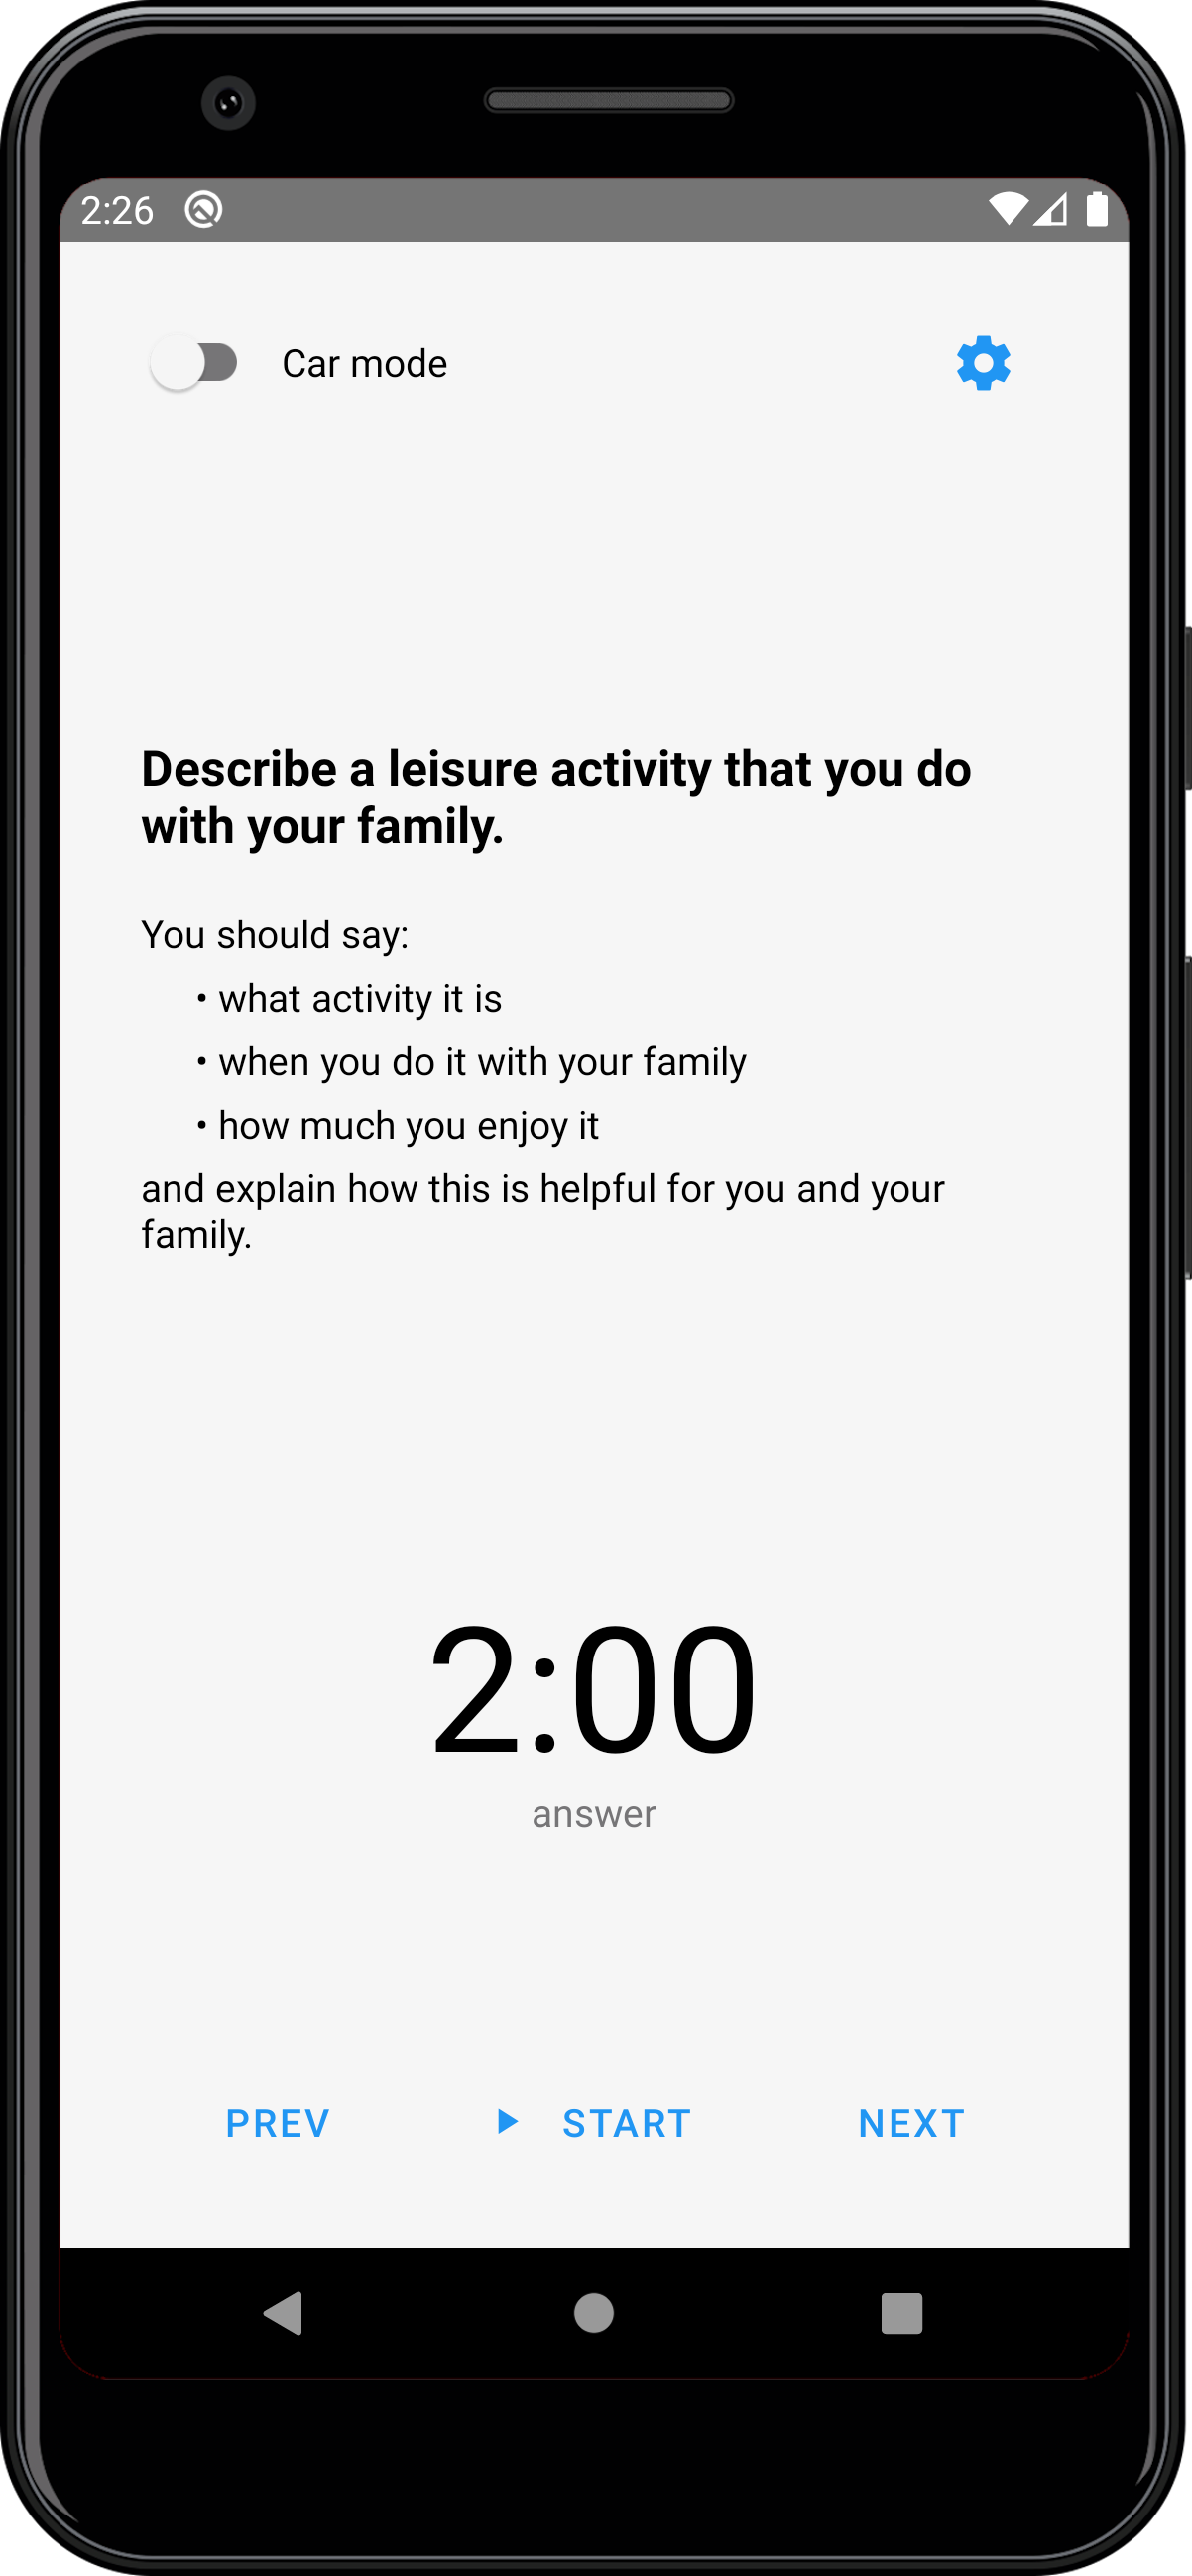 2:26
Car mode
Describe a leisure activity that you do
with your family.
You should say:
• what activity it is
• when you do it with your family
• how much you enjoy it
and explain how this is helpful for you and your
family.
2:00
answer
PREV START NEXT